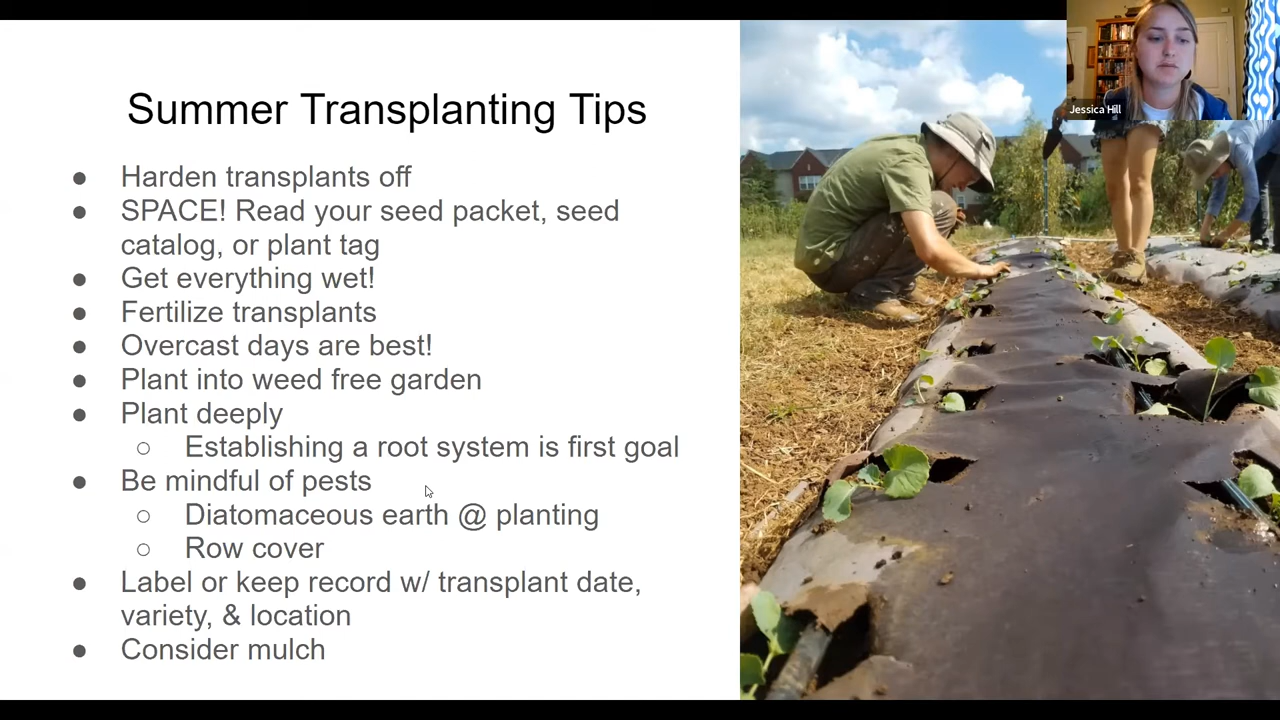 Summer Transplanting Tips
● Harden transplants off
● SPACE! Read your seed packet, seed
catalog, or plant tag
● Get everything wet!
● Fertilize transplants
● Overcast days are best!
● Plant into weed free garden
● Plant deeply
○ Establishing a root system is first goal
● Be mindful of pests
○ Diatomaceous earth @ planting
○ Row cover
● Label or keep record w/ transplant date,
variety, & location
● Consider mulch
Jessica Hill